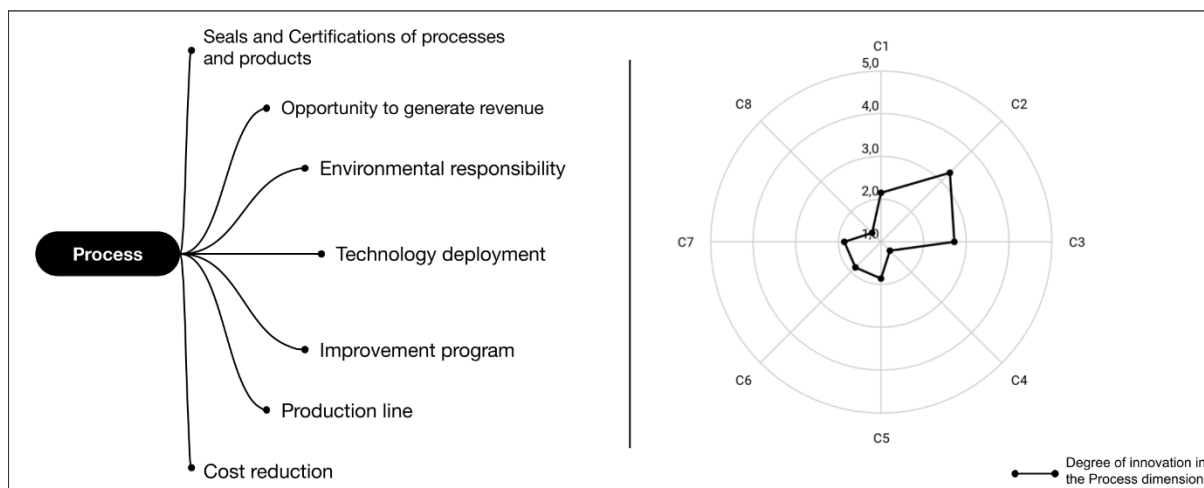 Seals and Certifications of processes
and products
Opportunity to generate revenue
Environmental responsibility
Process
Technology deployment
Improvement program
Production line
Cost reduction
C1
5,0
C8
4,0
C2
3,0
2,0
C7
1,0
C3
C6
C4
C5
Degree of innovation in
the Process dimension